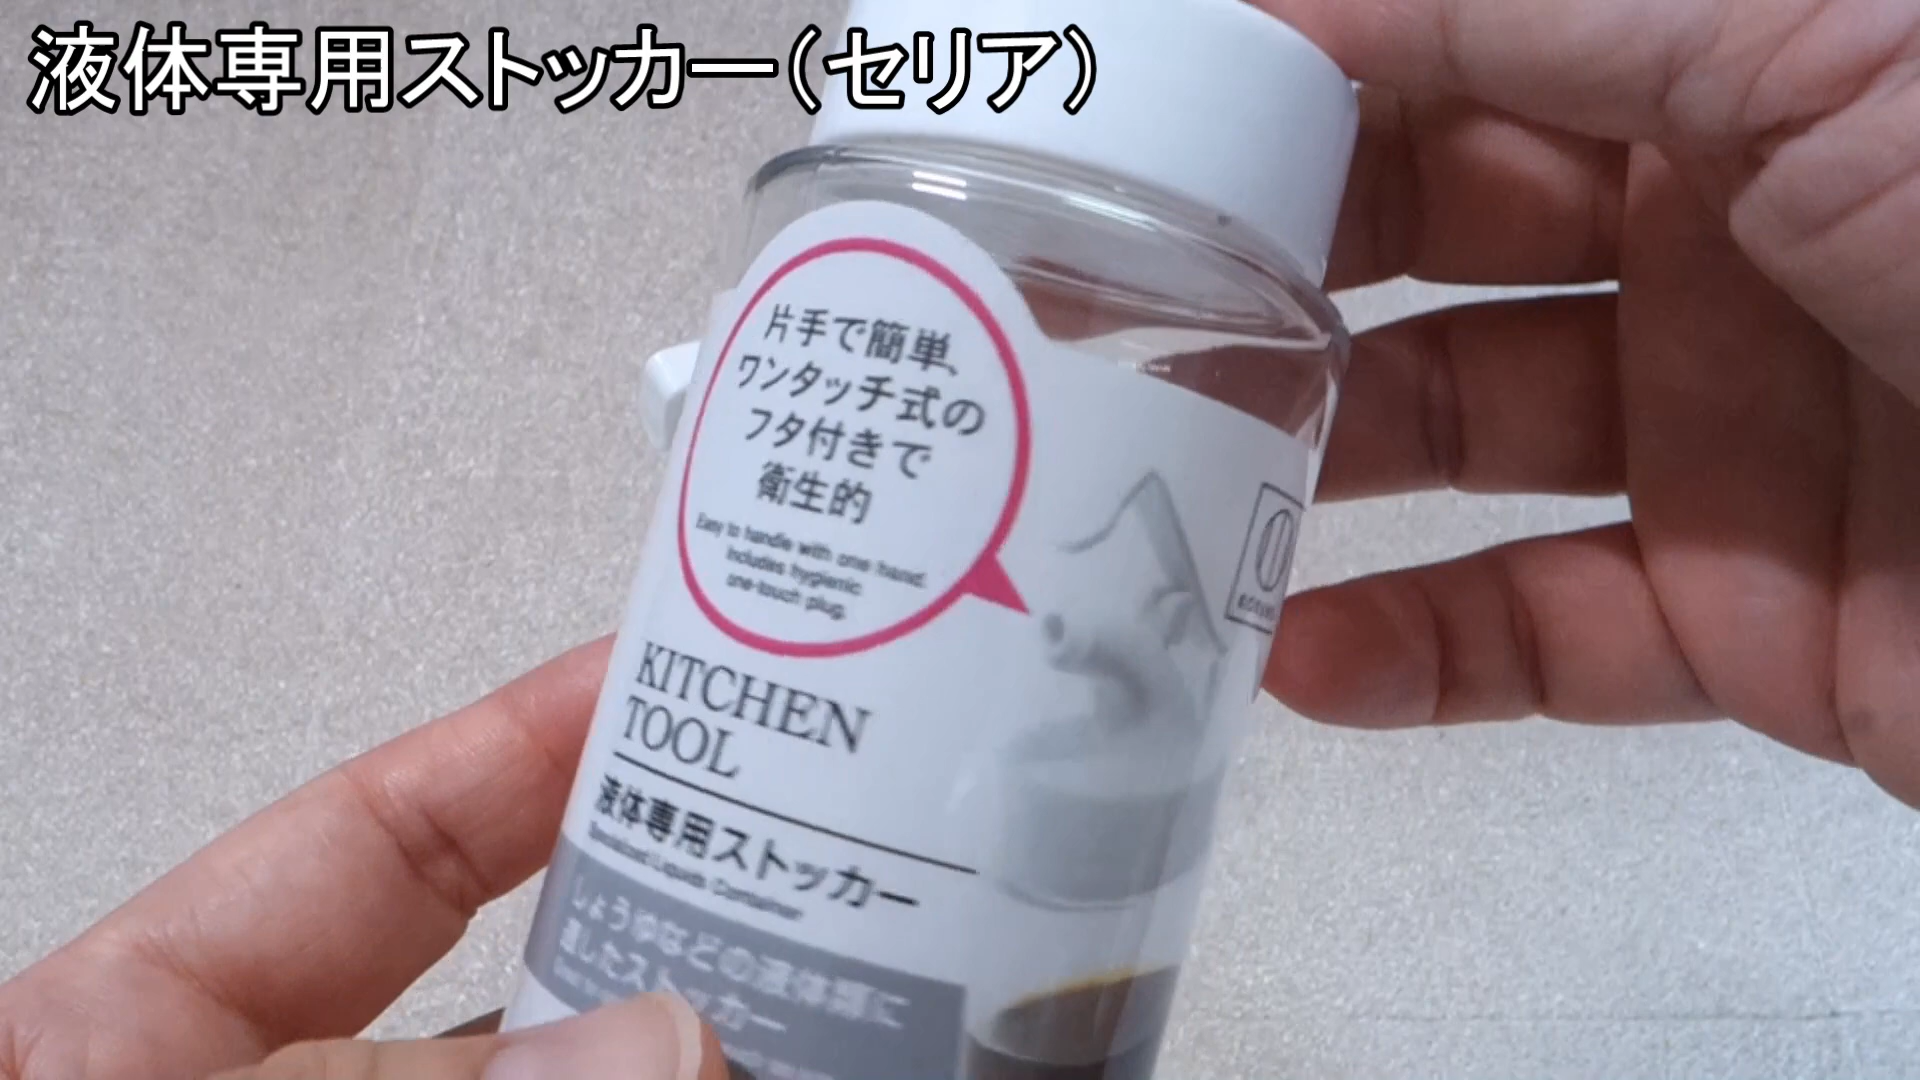 液体専用ストッカー（セリア）
片手で簡単、
ワンタッチ式の
フタ付きで
衛生的
Easy to handle with one hand.
Includes hygienic
one-touch plug.
KITCHEN
TOOL
液体専用ストッカー
Liquids Container
しょうゆなどの液体類に
適したストッカー